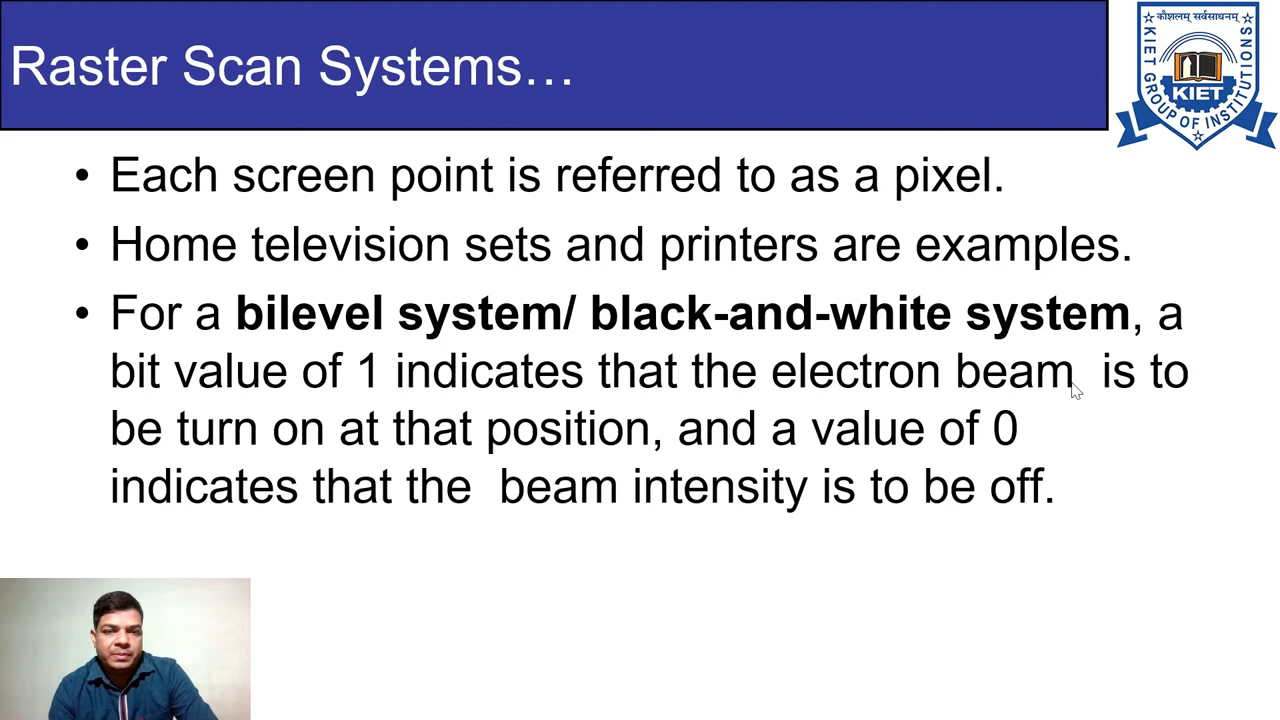 Raster Scan Systems…
कौशलम् सर्वसाधनम्
KIET GROUP OF INSTITUTIONS
KIET
• Each screen point is referred to as a pixel.
• Home television sets and printers are examples.
• For a bilevel system/ black-and-white system, a
bit value of 1 indicates that the electron beam is to
be turn on at that position, and a value of 0
indicates that the beam intensity is to be off.